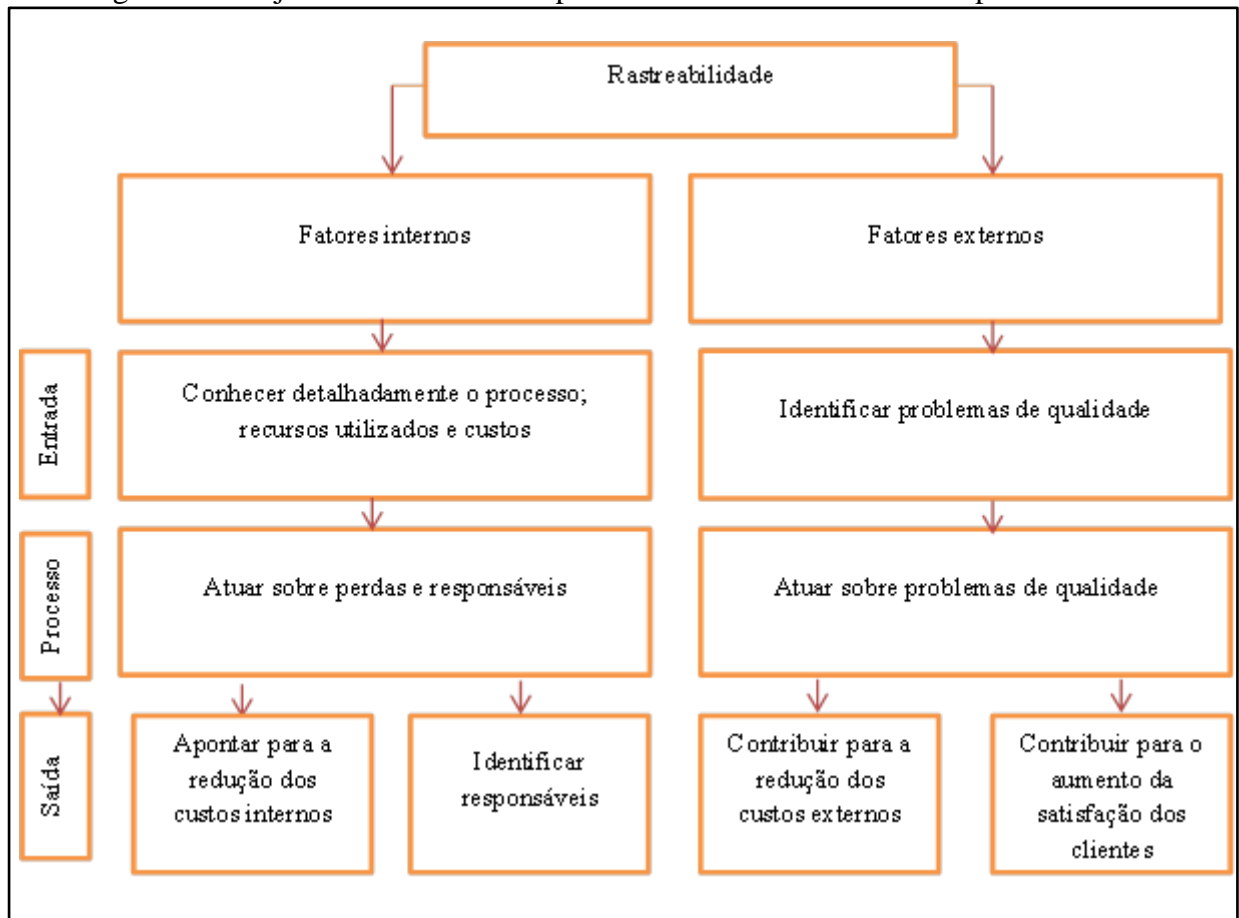 Rastreabilidade
Fatores internos
Fatores externos
Entrada
Conhecer detalhadamente o processo;
recursos utilizados e custos
Identificar problemas de qualidade
Processo
Atuar sobre perdas e responsáveis
Atuar sobre problemas de qualidade
Saída
Apontar para a
redução dos
custos internos
Identificar
responsáveis
Contribuir para a
redução dos
custos externos
Contribuir para o
aumento da
satisfação dos
clientes